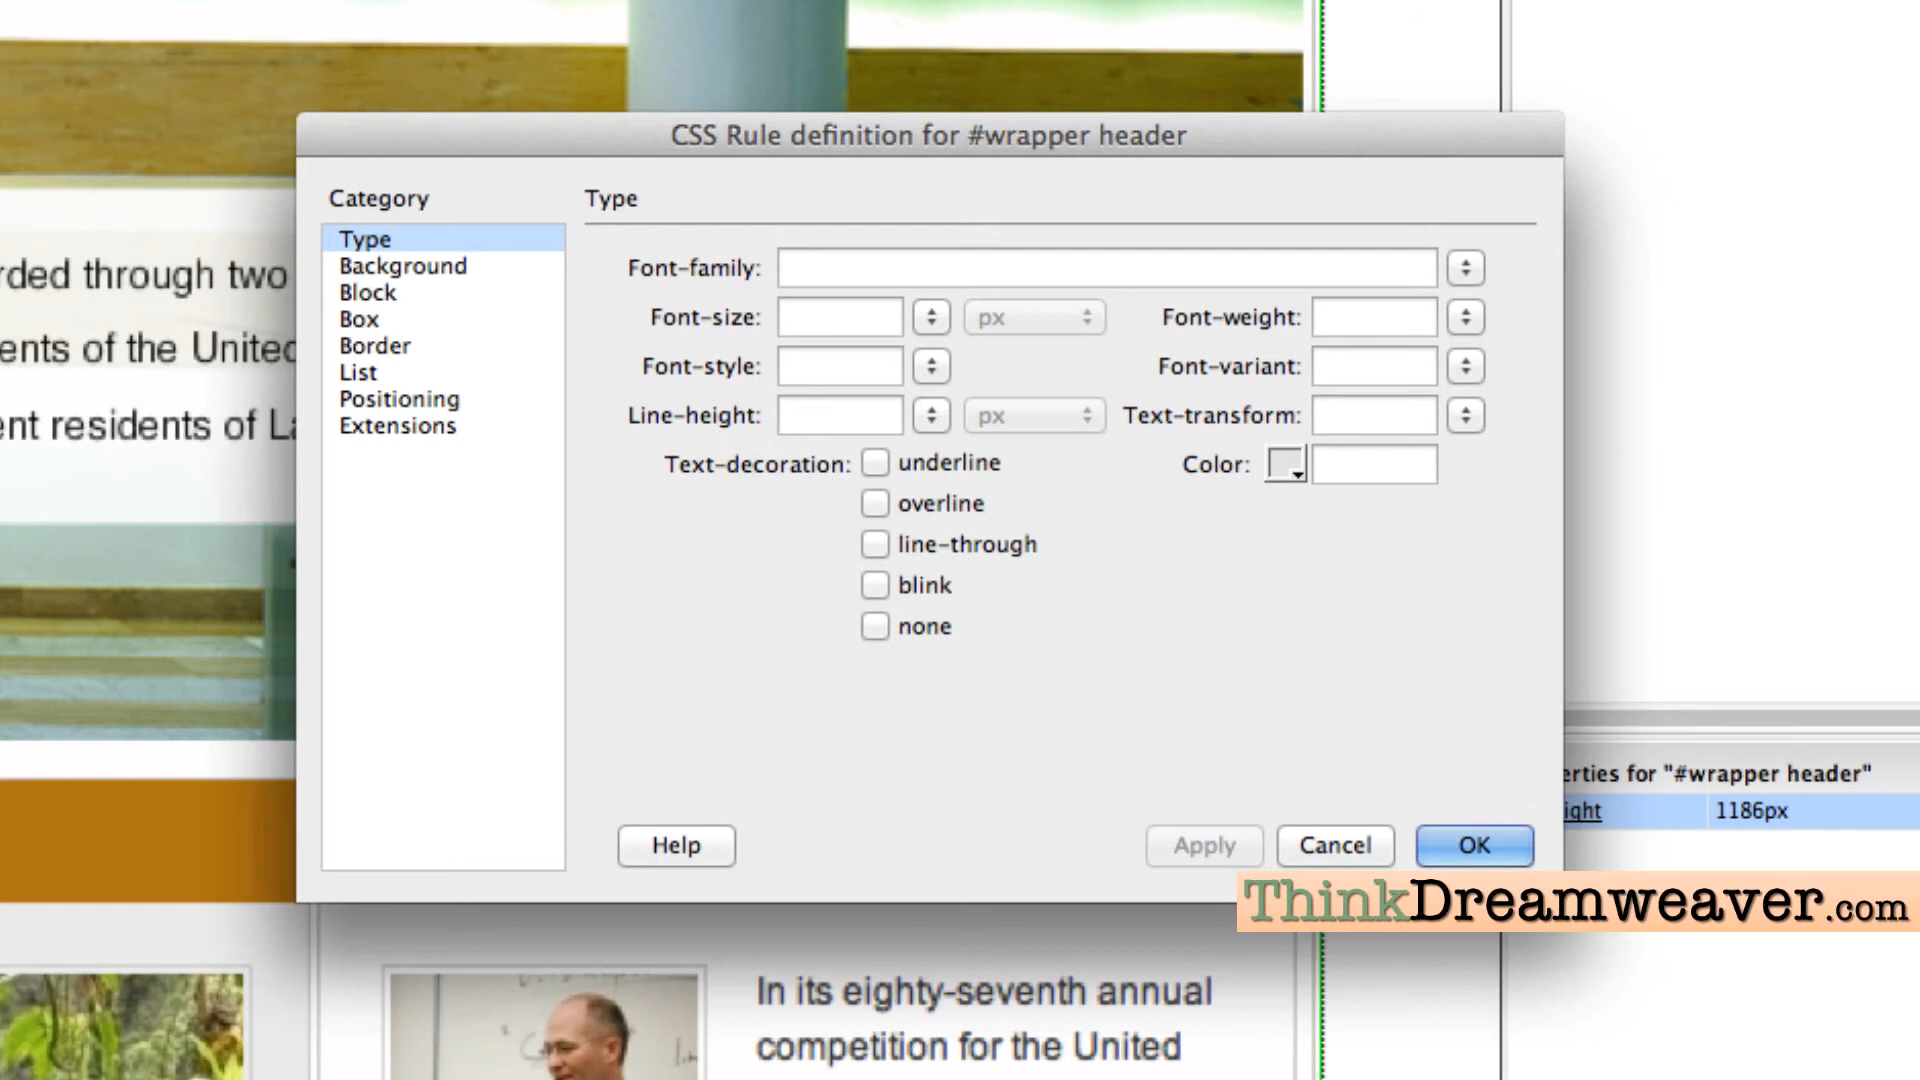 CSS Rule definition for #wrapper header
Category
Type
Type
Background
Block
Box
Border
List
Positioning
Extensions
Font-family:
Font-size:
px
Font-weight:
Font-style:
Font-variant:
Line-height:
px
Text-transform:
Text-decoration:
underline
Color:
overline
line-through
blink
none
Help
Apply
Cancel
OK
rded through two
ents of the United
ent residents of La
erties for "#wrapper header"
ight
1186px
ThinkDreamweaver.com
In its eighty-seventh annual
competition for the United